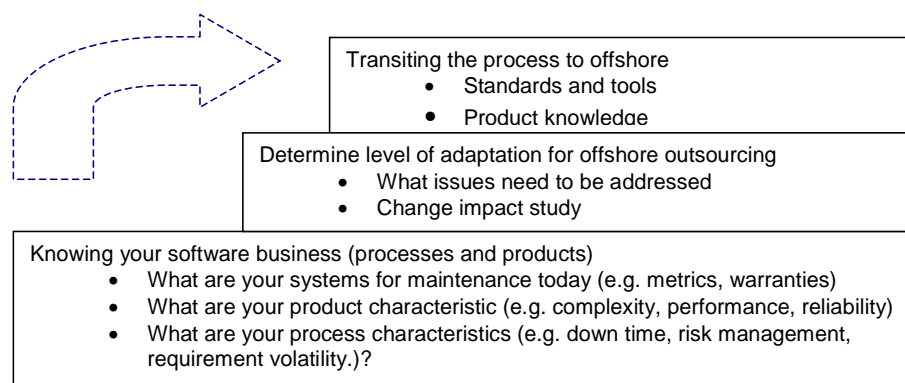 Transiting the process to offshore
• Standards and tools
• Product knowledge
Determine level of adaptation for offshore outsourcing
• What issues need to be addressed
• Change impact study
Knowing your software business (processes and products)
• What are your systems for maintenance today (e.g. metrics, warranties)
• What are your product characteristic (e.g. complexity, performance, reliability)
• What are your process characteristics (e.g. down time, risk management,
requirement volatility.)?